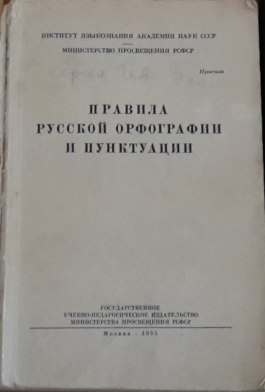 ИНСТИТУТ ЯЗЫКОЗНАНИЯ АКАДЕМИИ НАУК СССР
МИНИСТЕРСТВО ПРОСВЕЩЕНИЯ РСФСР
Проект
ПРАВИЛА
РУССКОЙ ОРФОГРАФИИ
И ПУНКТУАЦИИ
ГОСУДАРСТВЕННОЕ
УЧЕБНО-ПЕДАГОГИЧЕСКОЕ ИЗДАТЕЛЬСТВО
МИНИСТЕРСТВА ПРОСВЕЩЕНИЯ РСФСР
Москва